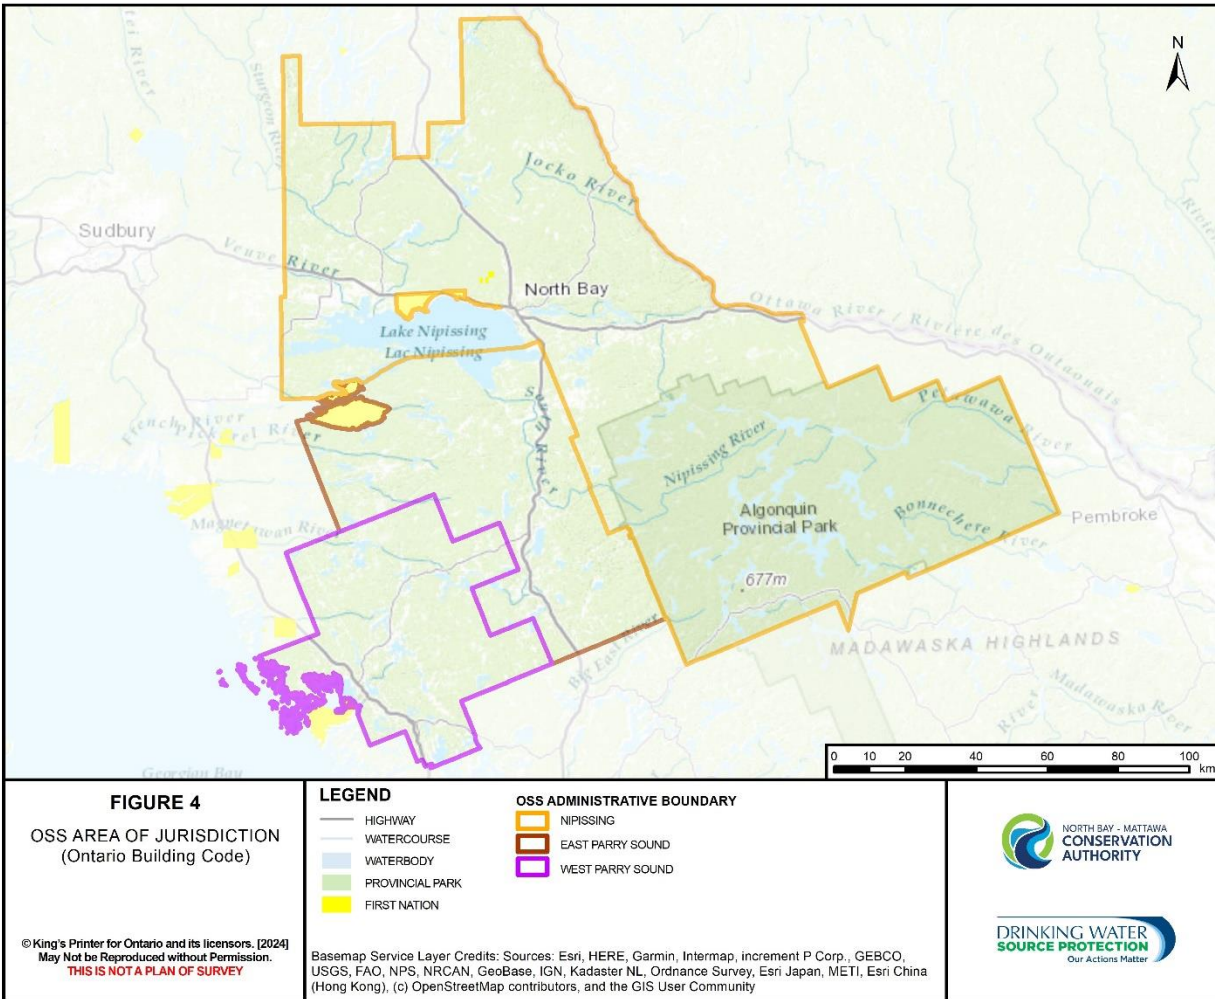 N
Sturgeon River
Jocko River
Sudbury
Veuve River
North Bay
Ottawa River / Rivière des Outaouais
Lake Nipissing
Lac Nipissing
South River
Petawawa River
French River
Pickerel River
Nipissing River
Algonquin
Provincial Park
Bonnechere River
Pembroke
Magnetawan River
677m
Big East River
MADAWASKA HIGHLANDS
Madawaska River
River
Georgian Bay
0 10 20 40 60 80 100
km
FIGURE 4
OSS AREA OF JURISDICTION
(Ontario Building Code)
© King's Printer for Ontario and its licensors. [2024]
May Not be Reproduced without Permission.
THIS IS NOT A PLAN OF SURVEY
LEGEND
HIGHWAY
WATERCOURSE
WATERBODY
PROVINCIAL PARK
FIRST NATION
OSS ADMINISTRATIVE BOUNDARY
NIPISSING
EAST PARRY SOUND
WEST PARRY SOUND
Basemap Service Layer Credits: Sources: Esri, HERE, Garmin, Intermap, increment P Corp., GEBCO,
USGS, FAO, NPS, NRCAN, GeoBase, IGN, Kadaster NL, Ordnance Survey, Esri Japan, METI, Esri China
(Hong Kong), (c) OpenStreetMap contributors, and the GIS User Community
NORTH BAY - MATTAWA
CONSERVATION
AUTHORITY
DRINKING WATER
SOURCE PROTECTION
Our Actions Matter